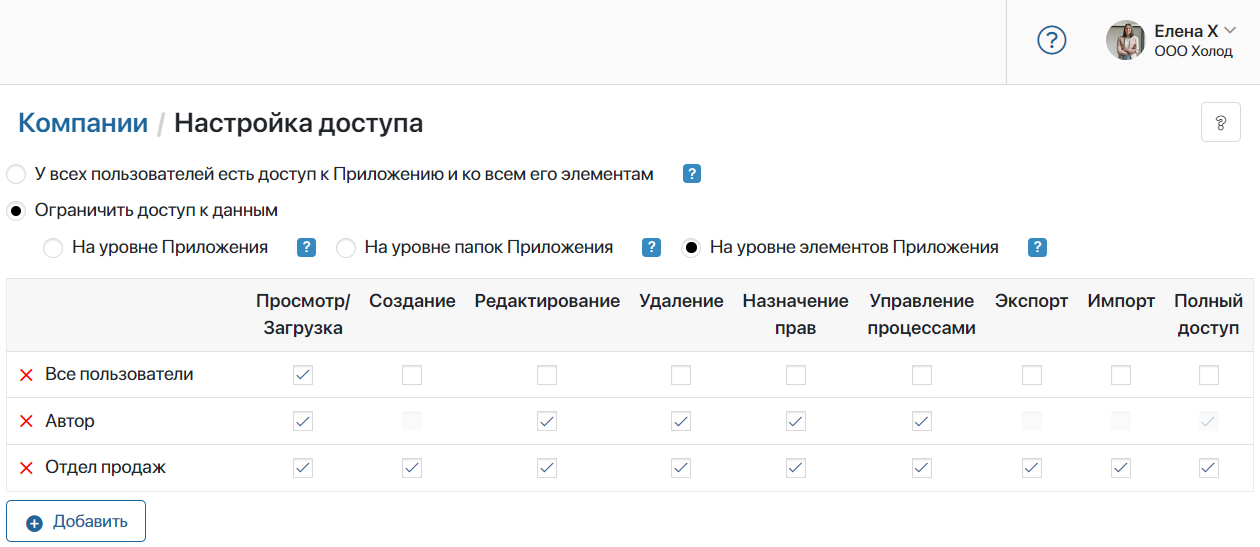 ?
Елена Х
ООО Холод
Компании / Настройка доступа
?
У всех пользователей есть доступ к Приложению и ко всем его элементам ?
Ограничить доступ к данным
На уровне Приложения ? На уровне папок Приложения ? На уровне элементов Приложения ?
Просмотр/ Создание Редактирование Удаление Назначение Управление Экспорт Импорт Полный
Загрузка прав процессами доступ
Все пользователи
Автор
Отдел продаж
Добавить